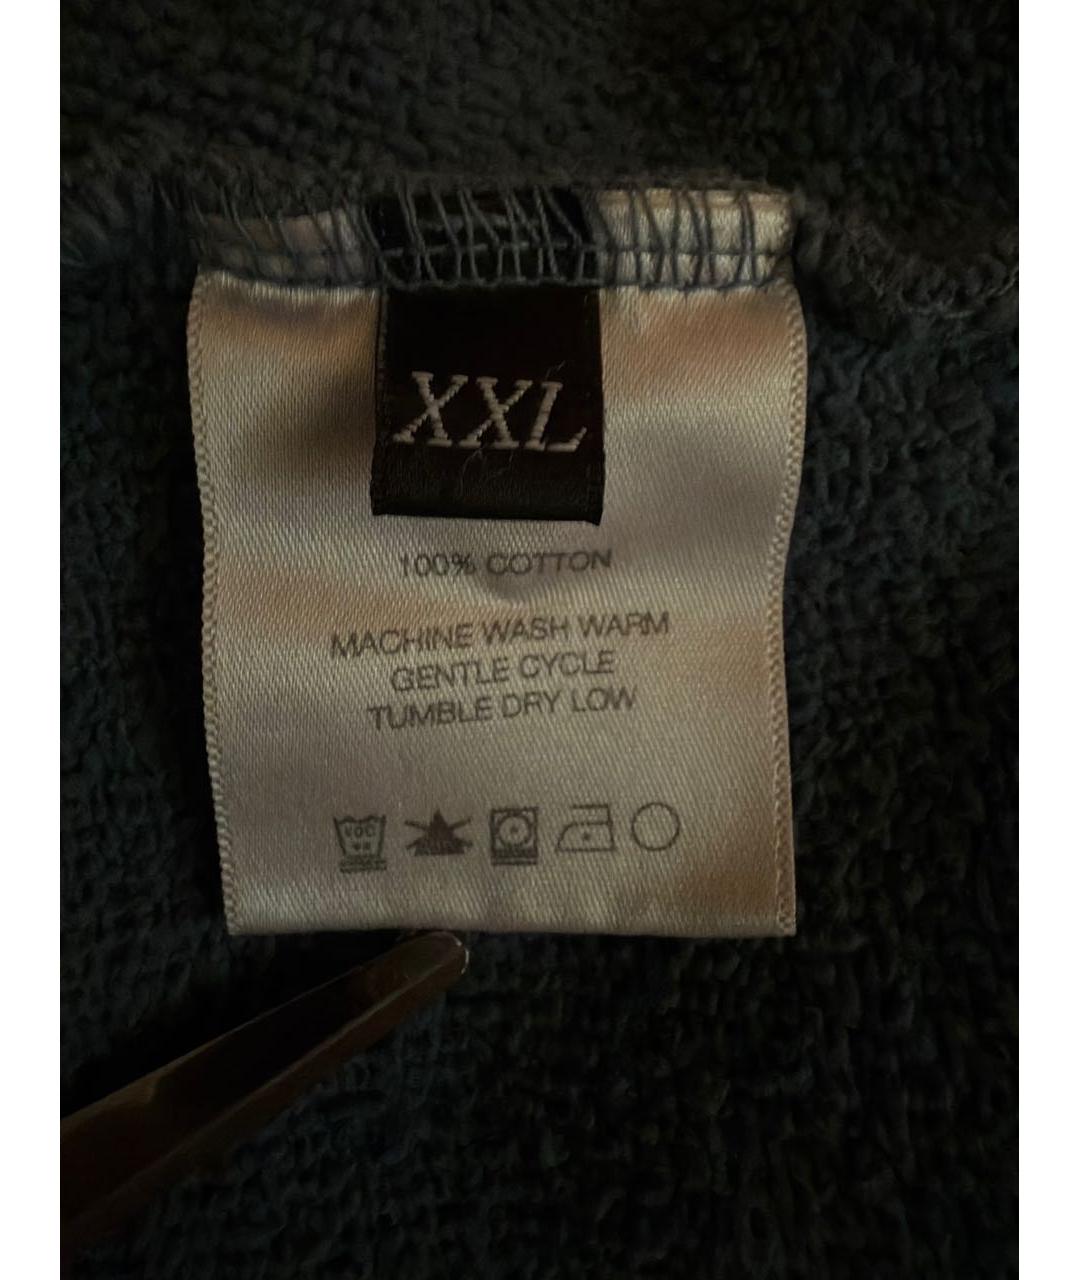 XXL
100% COTTON
MACHINE WASH WARM
GENTLE CYCLE
TUMBLE DRY LOW